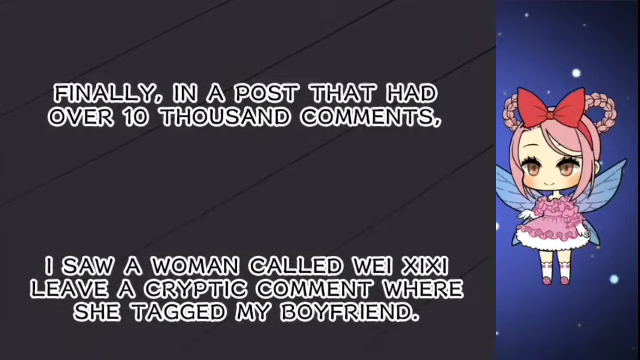 FINALLY, IN A POST THAT HAD
OVER 10 THOUSAND COMMENTS,
I SAW A WOMAN CALLED WEI XIXI
LEAVE A CRYPTIC COMMENT WHERE
SHE TAGGED MY BOYFRIEND.